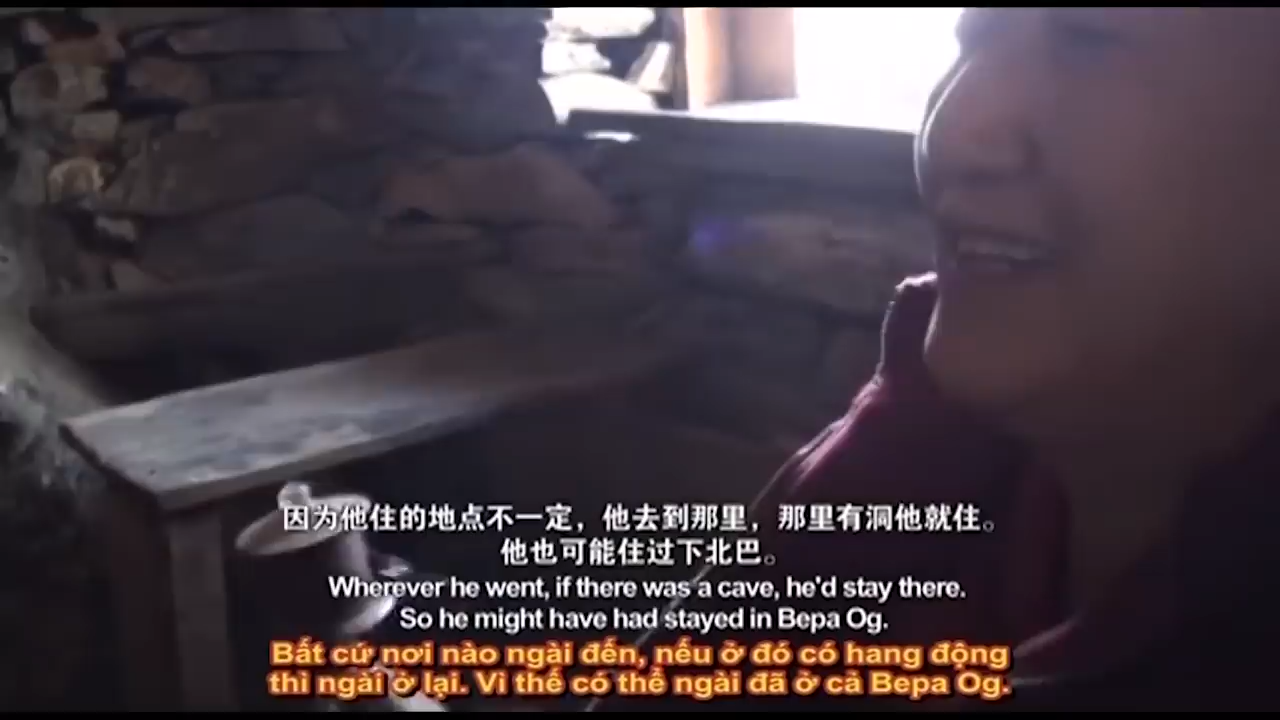 因为他住的地点不一定，他去到那里，那里有洞他就住。
他也可能住过下北巴。
Wherever he went, if there was a cave, he'd stay there.
So he might have had stayed in Bepa Og.
Bất cứ nơi nào ngài đến, nếu ở đó có hang động
thì ngài ở lại. Vì thế có thể ngài đã ở cả Bepa Og.